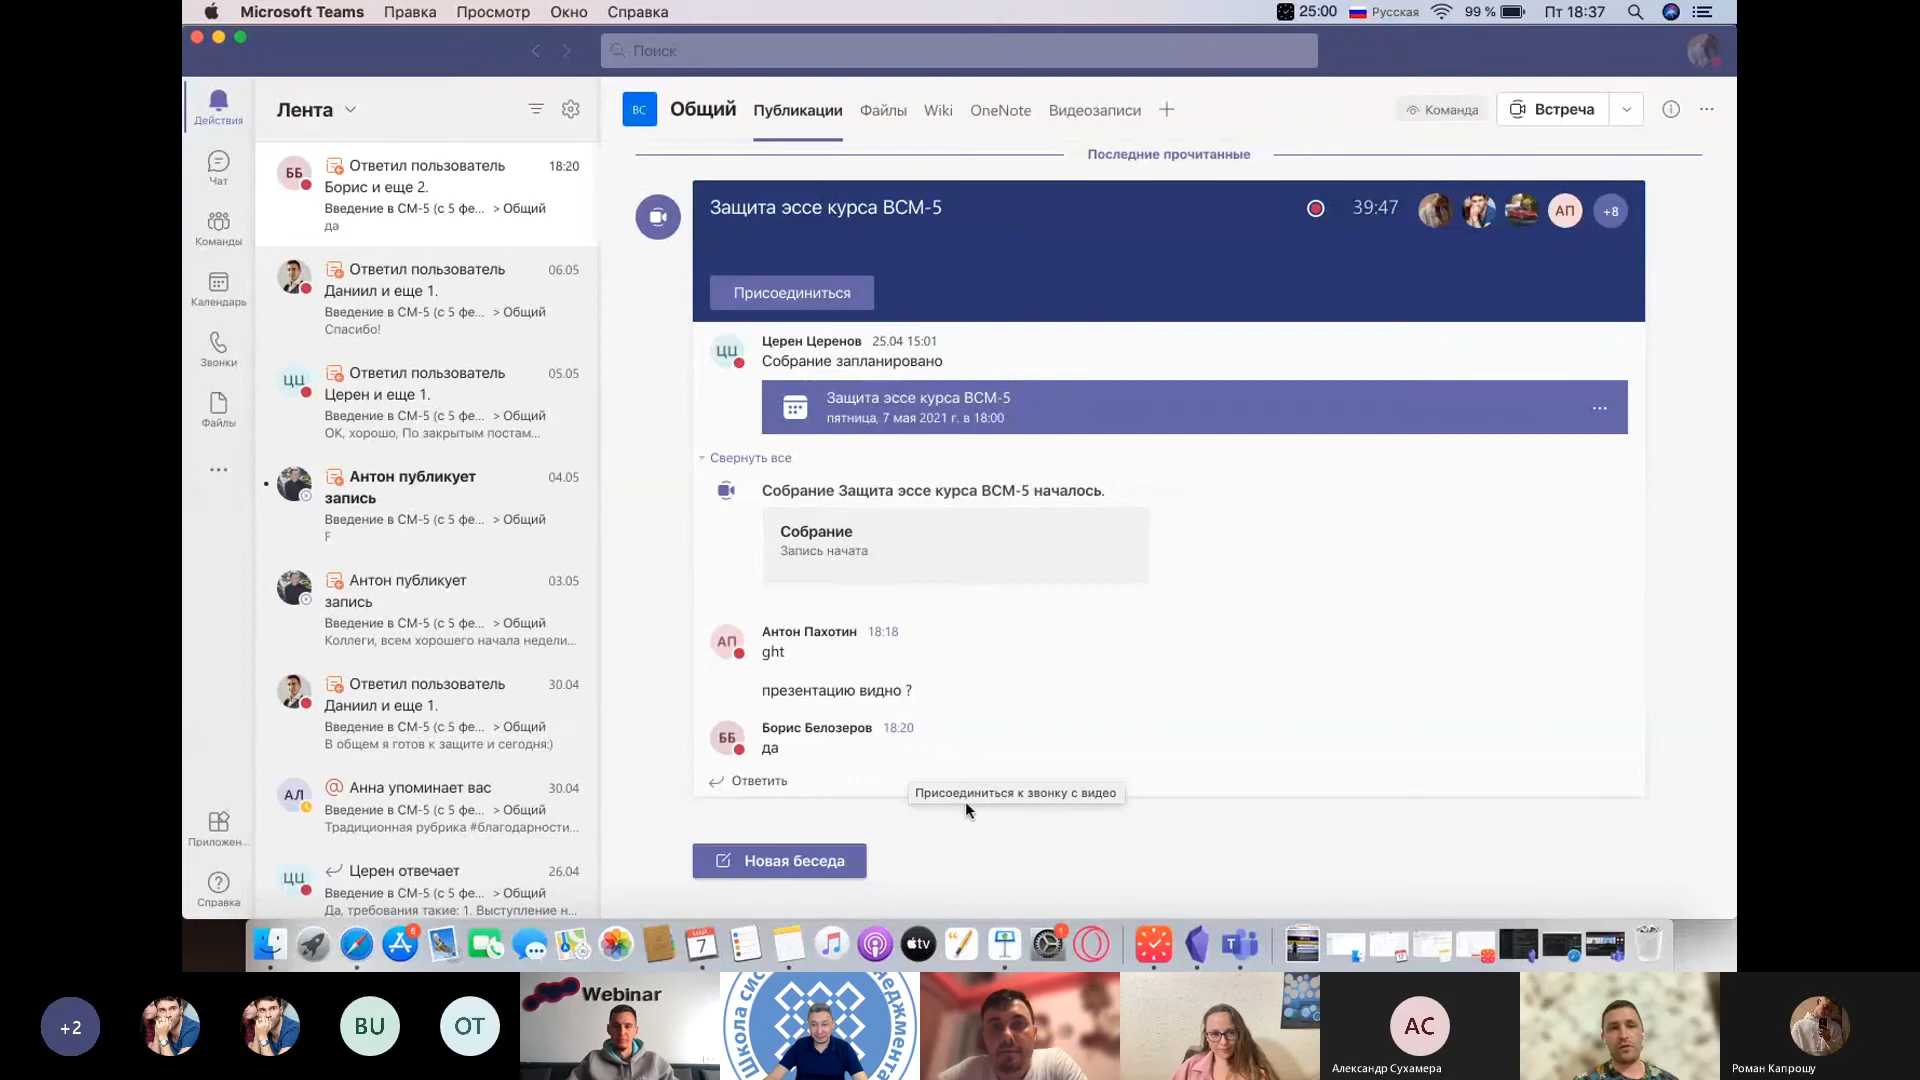 Microsoft Teams Правка Просмотр Окно Справка 25:00 Русская 99 % Пт 18:37
Поиск
Действия
Чат
Команды
Календарь
Звонки
Файлы
Приложен...
Справка
Лента
Ответил пользователь 18:20
Борис и еще 2.
Введение в СМ-5 (с 5 фе... > Общий
да
Ответил пользователь 06.05
Даниил и еще 1.
Введение в СМ-5 (с 5 фе... > Общий
Спасибо!
Ответил пользователь 05.05
Церен и еще 1.
Введение в СМ-5 (с 5 фе... > Общий
ОК, хорошо, По закрытым постам...
Антон публикует 04.05
запись
Введение в СМ-5 (с 5 фе... > Общий
F
Антон публикует 03.05
запись
Введение в СМ-5 (с 5 фе... > Общий
Коллеги, всем хорошего начала недели...
Ответил пользователь 30.04
Даниил и еще 1.
Введение в СМ-5 (с 5 фе... > Общий
В общем я готов к защите и сегодня:)
Анна упоминает вас 30.04
Введение в СМ-5 (с 5 фе... > Общий
Традиционная рубрика #благодарности...
Церен отвечает 26.04
Введение в СМ-5 (с 5 фе... > Общий
Да, требования такие: 1. Выступление н...
ББ
ЦЦ
АЛ
ЦЦ
ВС Общий Публикации Файлы Wiki OneNote Видеозаписи Команда Встреча
Последние прочитанные
Защита эссе курса ВСМ-5 39:47 АП +8
Присоединиться
ЦЦ Церен Церенов 25.04 15:01
Собрание запланировано
Защита эссе курса ВСМ-5
пятница, 7 мая 2021 г. в 18:00
Свернуть все
Собрание Защита эссе курса ВСМ-5 началось.
Собрание
Запись начата
АП Антон Пахотин 18:18
ght
презентацию видно ?
ББ Борис Белозеров 18:20
да
Ответить
Присоединиться к звонку с видео
Новая беседа
6 МАЯ 7 tv 1
+2 BU OT Webinar
АС
Александр Сухамера
Роман Капрошу